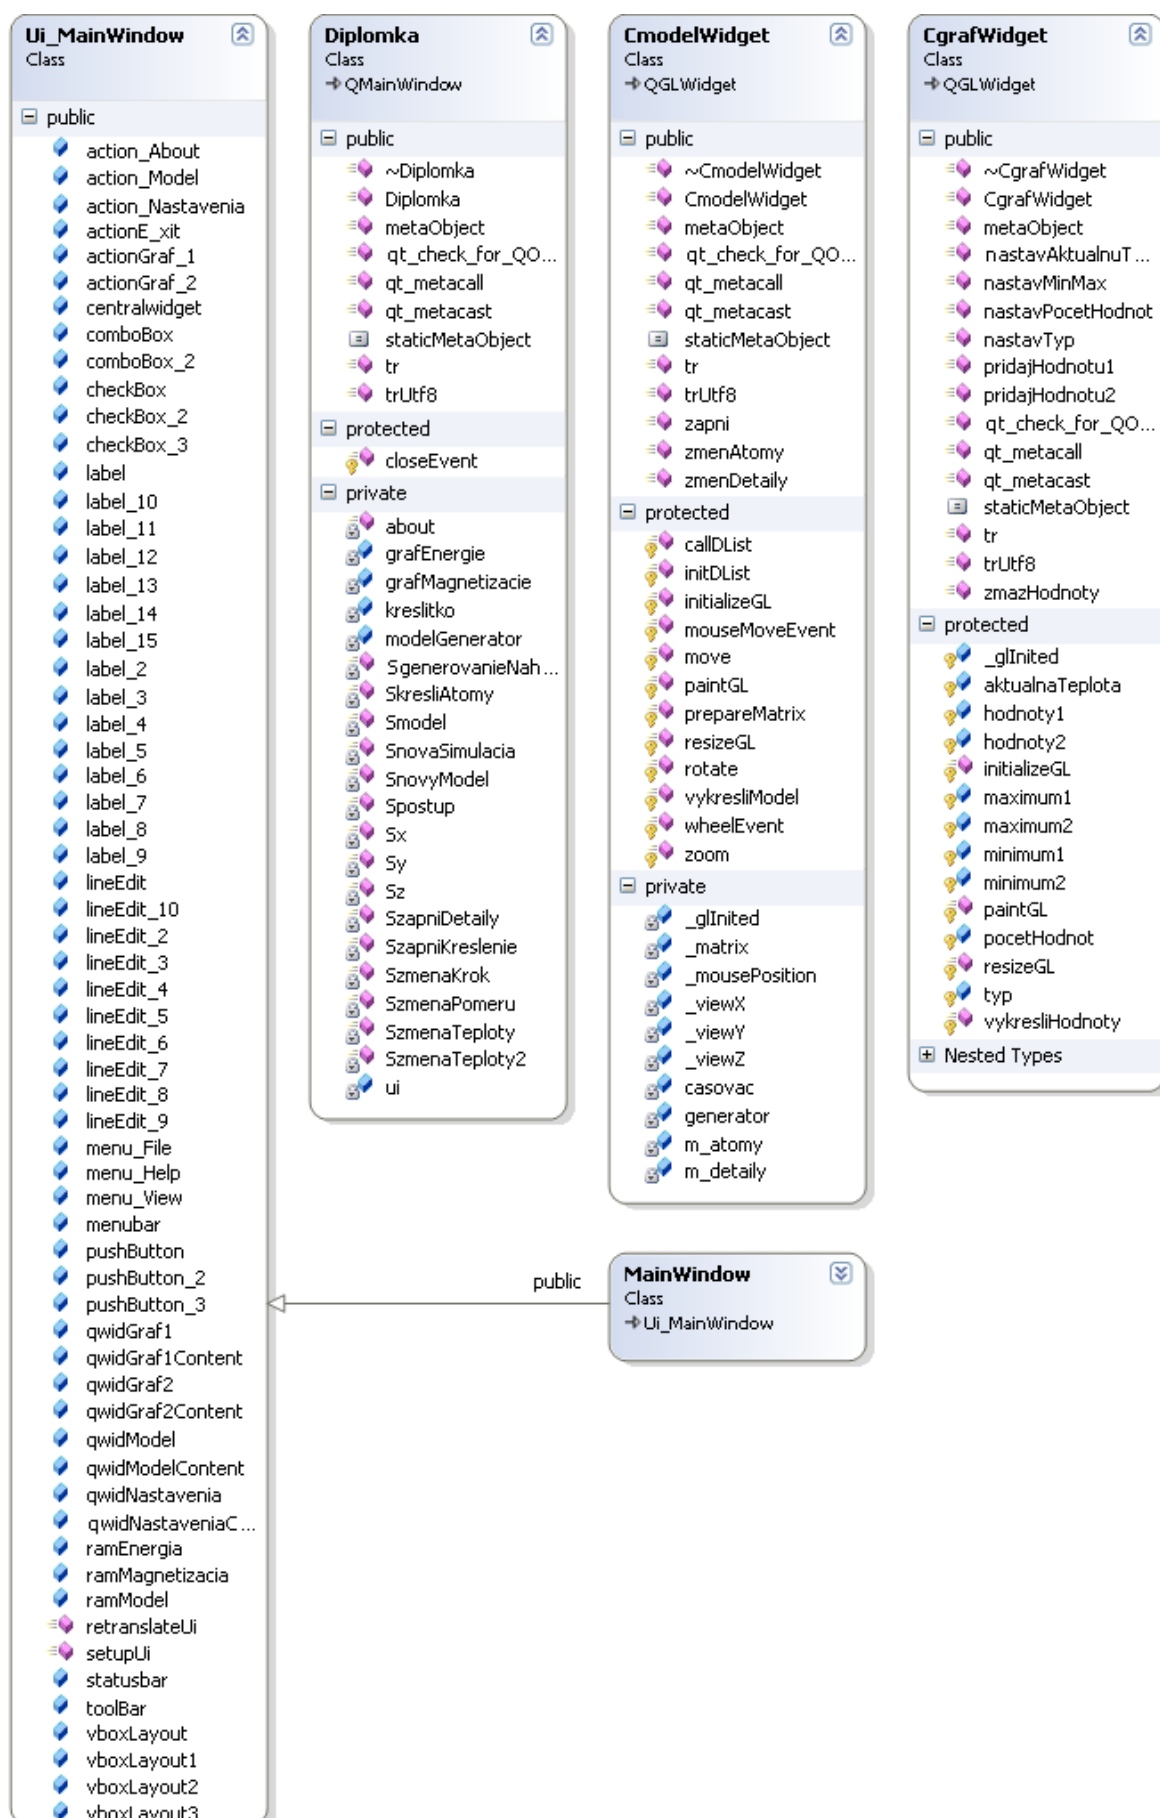 Ui_MainWindow
Class
public
action_About
action_Model
action_Nastavenia
actionE_xit
actionGraf_1
actionGraf_2
centralwidget
comboBox
comboBox_2
checkBox
checkBox_2
checkBox_3
label
label_10
label_11
label_12
label_13
label_14
label_15
label_2
label_3
label_4
label_5
label_6
label_7
label_8
label_9
lineEdit
lineEdit_10
lineEdit_2
lineEdit_3
lineEdit_4
lineEdit_5
lineEdit_6
lineEdit_7
lineEdit_8
lineEdit_9
menu_File
menu_Help
menu_View
menubar
pushButton
pushButton_2
pushButton_3
qwidGraf1
qwidGraf1Content
qwidGraf2
qwidGraf2Content
qwidModel
qwidModelContent
qwidNastavenia
qwidNastaveniaC...
ramEnergia
ramMagnetizacia
ramModel
retranslateUi
setupUi
statusbar
toolBar
vboxLayout
vboxLayout1
vboxLayout2
vboxLayout3
Diplomka
Class
QMainWindow
public
~Diplomka
Diplomka
metaObject
qt_check_for_QO...
qt_metacall
qt_metacast
staticMetaObject
tr
trUtf8
protected
closeEvent
private
about
grafEnergie
grafMagnetizacie
kreslitko
modelGenerator
SgenerovanieNah...
SkresliAtomy
Smodel
SnovaSimulacia
SnovyModel
Spostup
Sx
Sy
Sz
SzapniDetaily
SzapniKreslenie
SzmenaKrok
SzmenaPomeru
SzmenaTeploty
SzmenaTeploty2
ui
CmodelWidget
Class
QGLWidget
public
~CmodelWidget
CmodelWidget
metaObject
qt_check_for_QO...
qt_metacall
qt_metacast
staticMetaObject
tr
trUtf8
zapni
zmenAtomy
zmenDetaily
protected
callDList
initDList
initializeGL
mouseMoveEvent
move
paintGL
prepareMatrix
resizeGL
rotate
vykresliModel
wheelEvent
zoom
private
_glInited
_matrix
_mousePosition
_viewX
_viewY
_viewZ
casovac
generator
m_atomy
m_detaily
CgrafWidget
Class
QGLWidget
public
~CgrafWidget
CgrafWidget
metaObject
nastavAktualnuT...
nastavMinMax
nastavPocetHodnot
nastavTyp
pridajHodnotu1
pridajHodnotu2
qt_check_for_QO...
qt_metacall
qt_metacast
staticMetaObject
tr
trUtf8
zmazHodnoty
protected
_glInited
aktualnaTeplota
hodnoty1
hodnoty2
initializeGL
maximum1
maximum2
minimum1
minimum2
paintGL
pocetHodnot
resizeGL
typ
vykresliHodnoty
Nested Types
public
MainWindow
Class
Ui_MainWindow